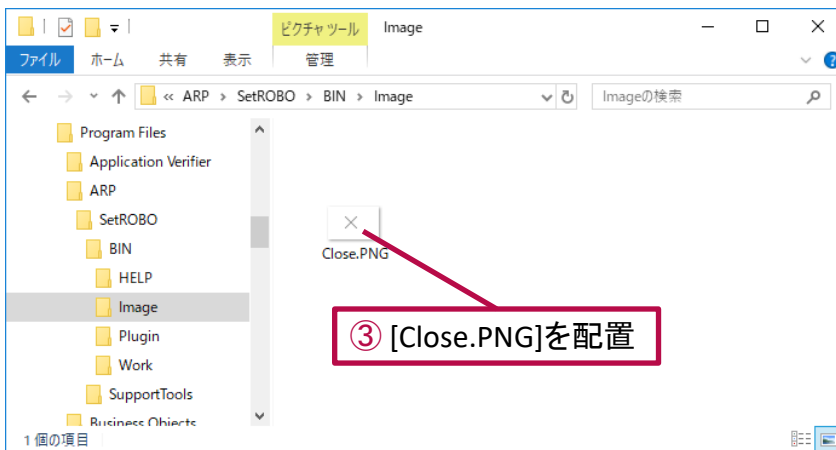 ピクチャ ツール Image
ファイル ホーム 共有 表示 管理
« ARP › SetROBO › BIN › Image Imageの検索
Program Files
Application Verifier
ARP
SetROBO
BIN
HELP
Image
Plugin
Work
SupportTools
Business Objects
Close.PNG
③ [Close.PNG]を配置
1 個の項目